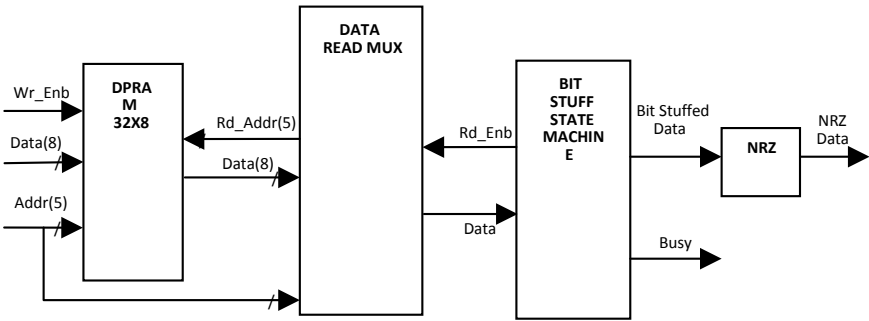 DATA
READ MUX
DPRA
M
32X8
BIT
STUFF
STATE
MACHIN
E
Wr_Enb
Data(8)
Addr(5)
Rd_Addr(5)
Data(8)
Rd_Enb
Data
Bit Stuffed
Data
Busy
NRZ
NRZ
Data